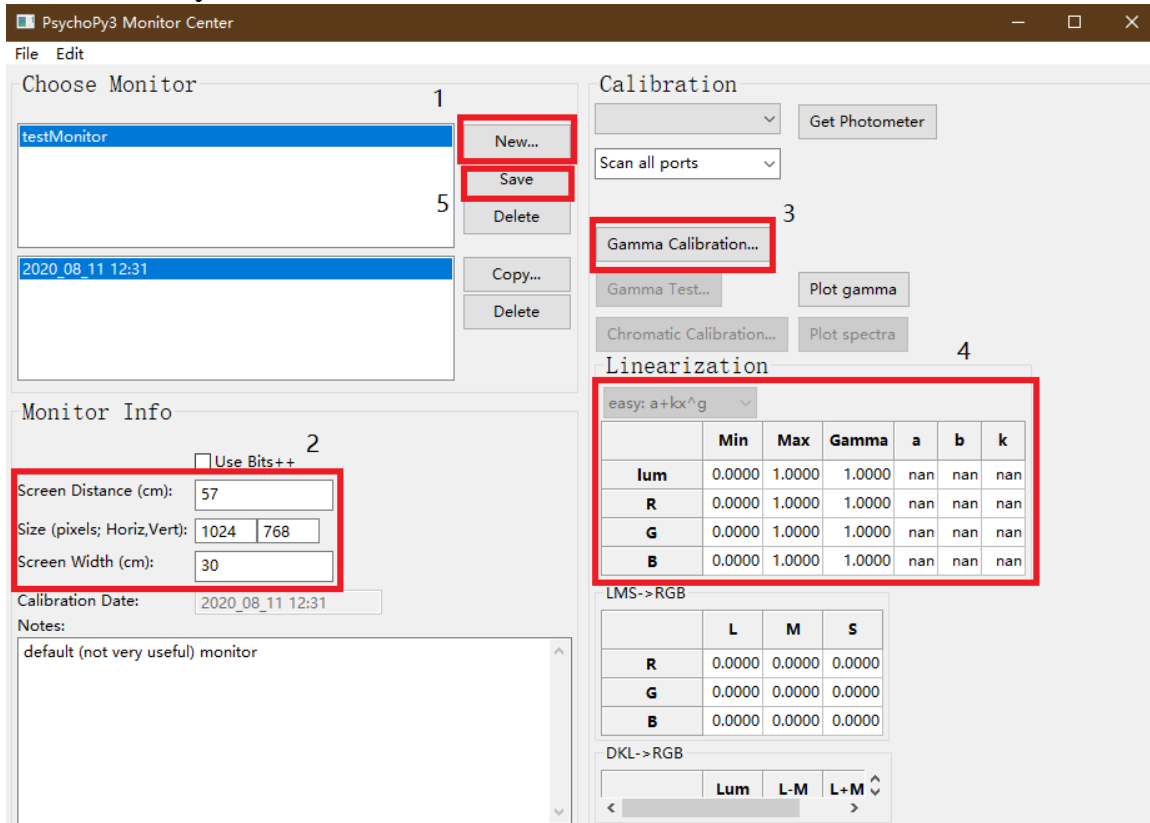 PsychoPy3 Monitor Center
File Edit
Choose Monitor
1
testMonitor
New...
Save
5
Delete
2020_08_11 12:31
Copy...
Delete
Monitor Info
2
Use Bits++
Screen Distance (cm): 57
Size (pixels; Horiz,Vert): 1024 768
Screen Width (cm): 30
Calibration Date: 2020_08_11 12:31
Notes:
default (not very useful) monitor
Calibration
Get Photometer
Scan all ports
3
Gamma Calibration...
Gamma Test... Plot gamma
Chromatic Calibration... Plot spectra
4
Linearization
easy: a+kx^g
Min Max Gamma a b k
lum 0.0000 1.0000 1.0000 nan nan nan
R 0.0000 1.0000 1.0000 nan nan nan
G 0.0000 1.0000 1.0000 nan nan nan
B 0.0000 1.0000 1.0000 nan nan nan
LMS->RGB
L M S
R 0.0000 0.0000 0.0000
G 0.0000 0.0000 0.0000
B 0.0000 0.0000 0.0000
DKL->RGB
Lum L-M L+M